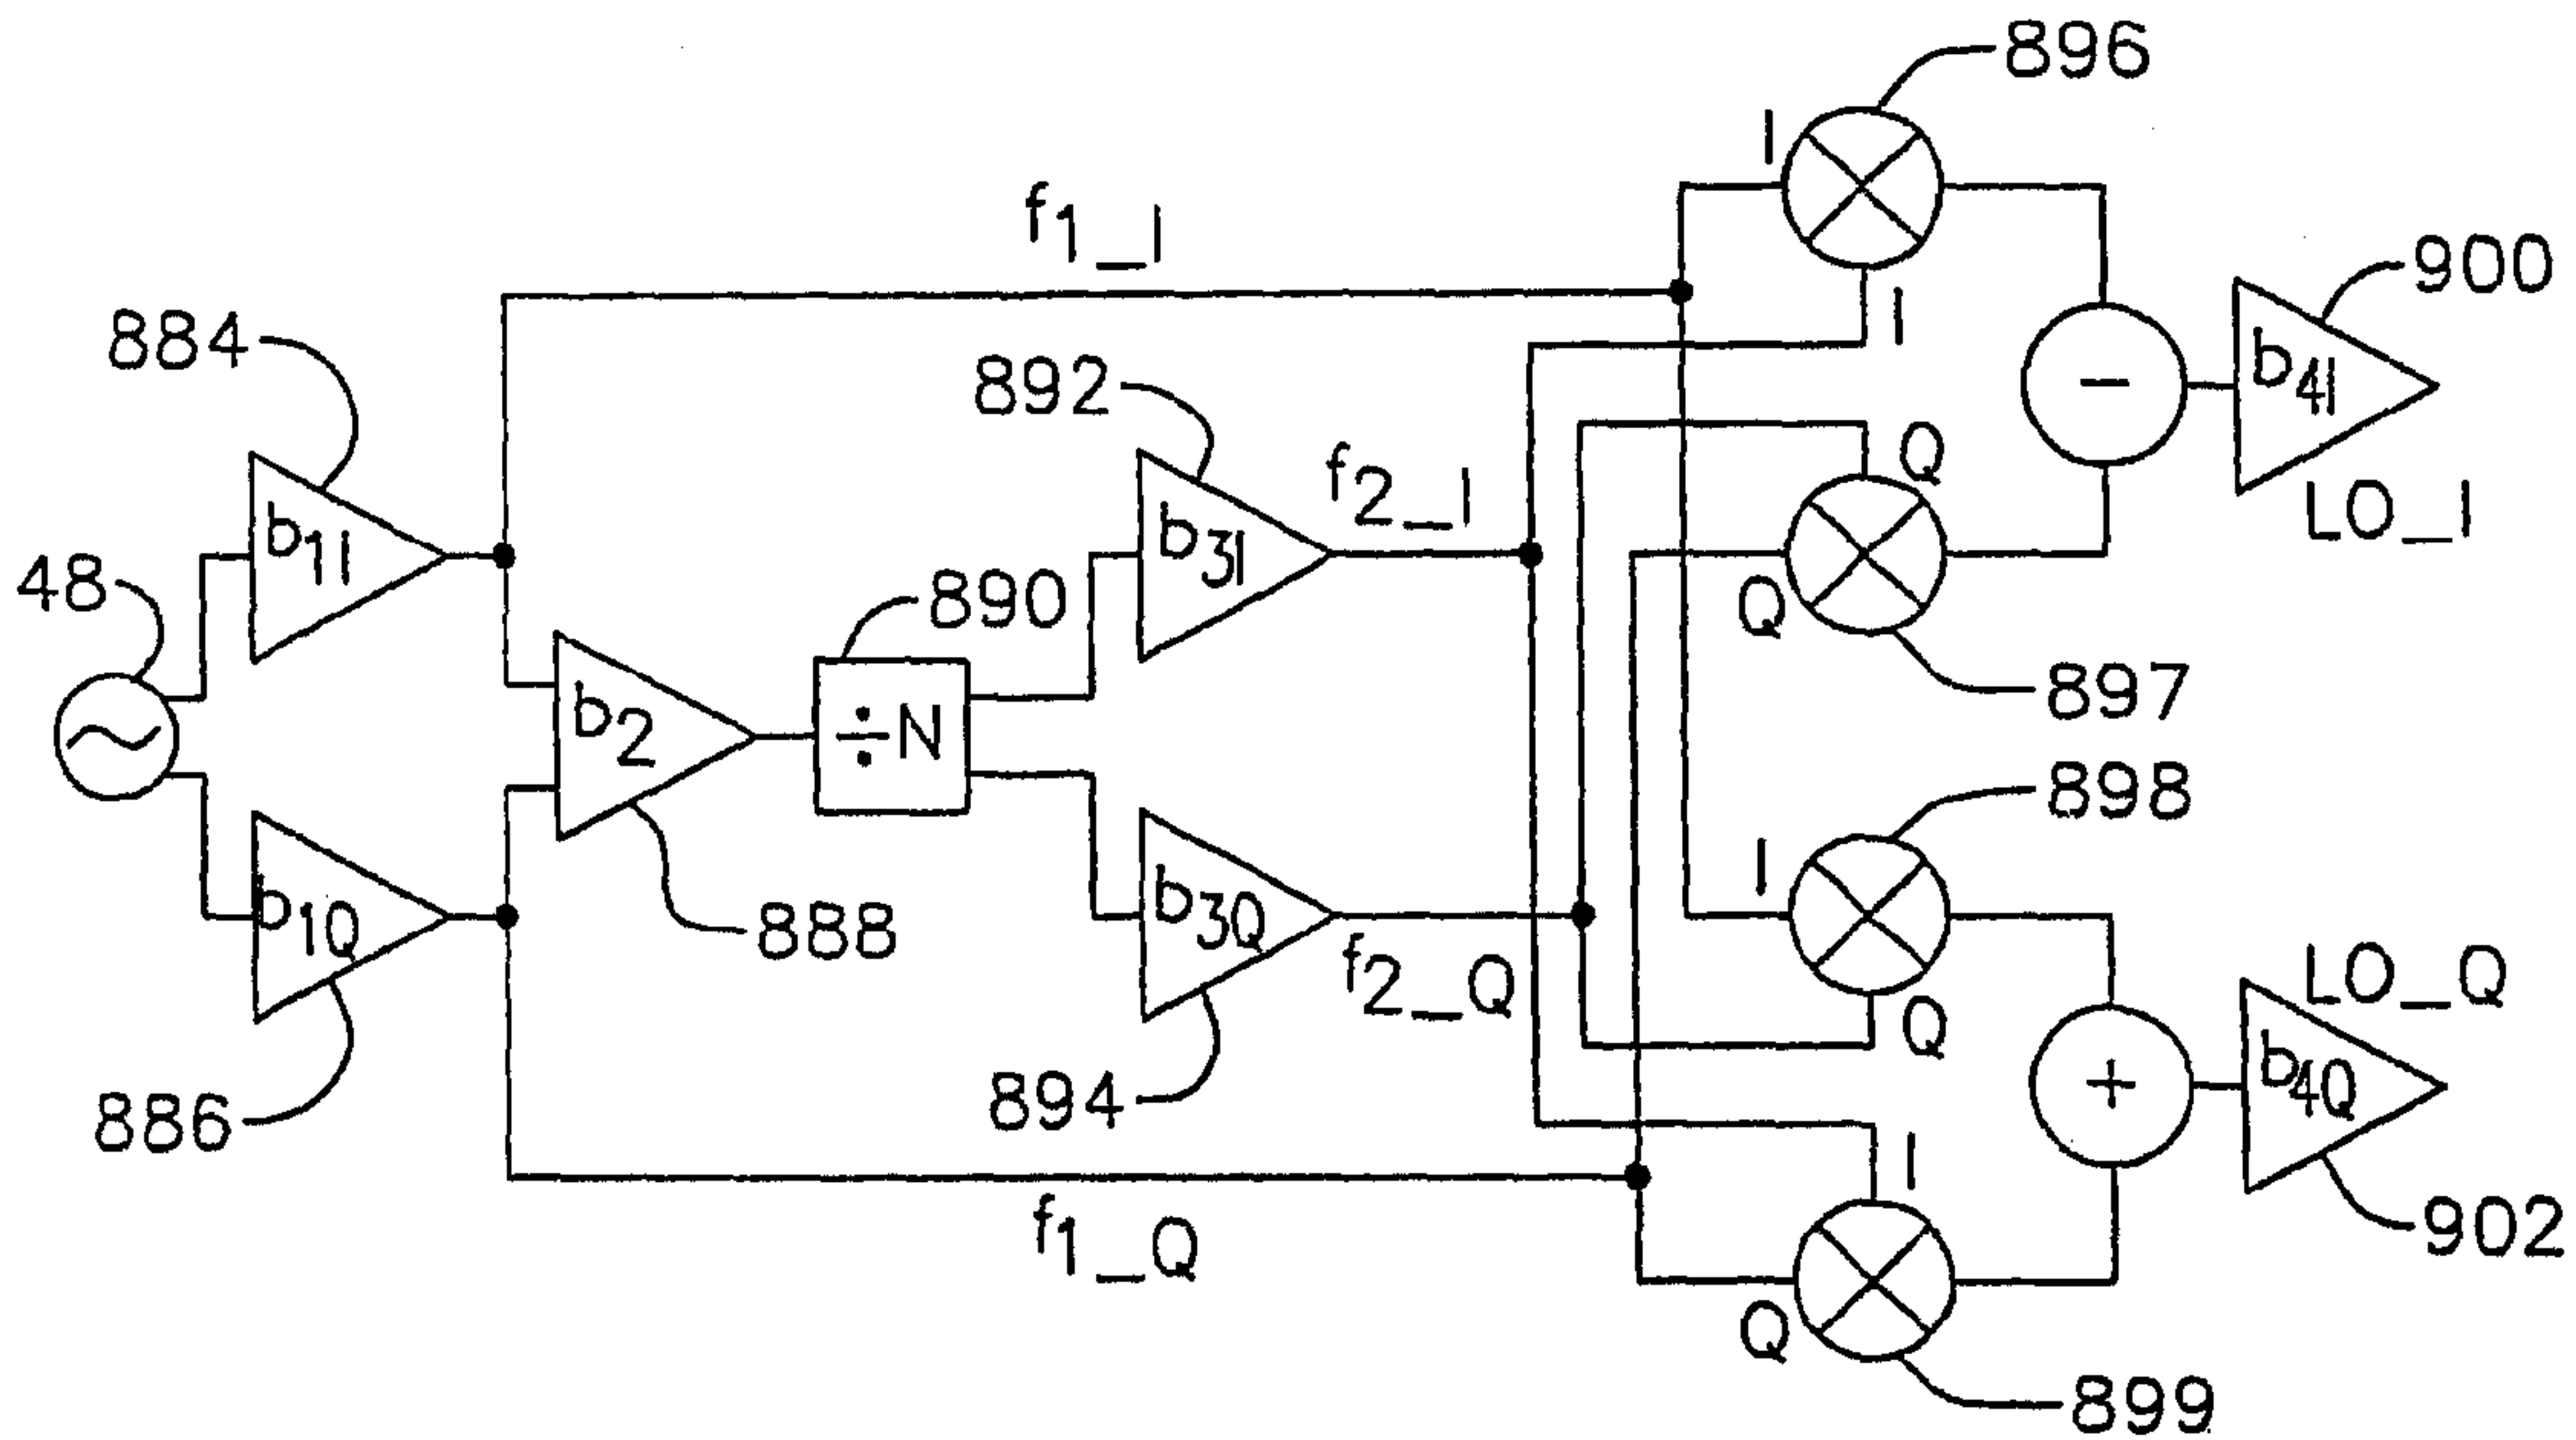 896
I
f1_I
I
900
884
892
b4I
Q
f2_I
LO_I
b1I
b3I
48
890
Q
897
b2
÷N
898
I
b1Q
b3Q
888
f2_Q
LO_Q
Q
894
+
b4Q
886
I
f1_Q
902
Q
899